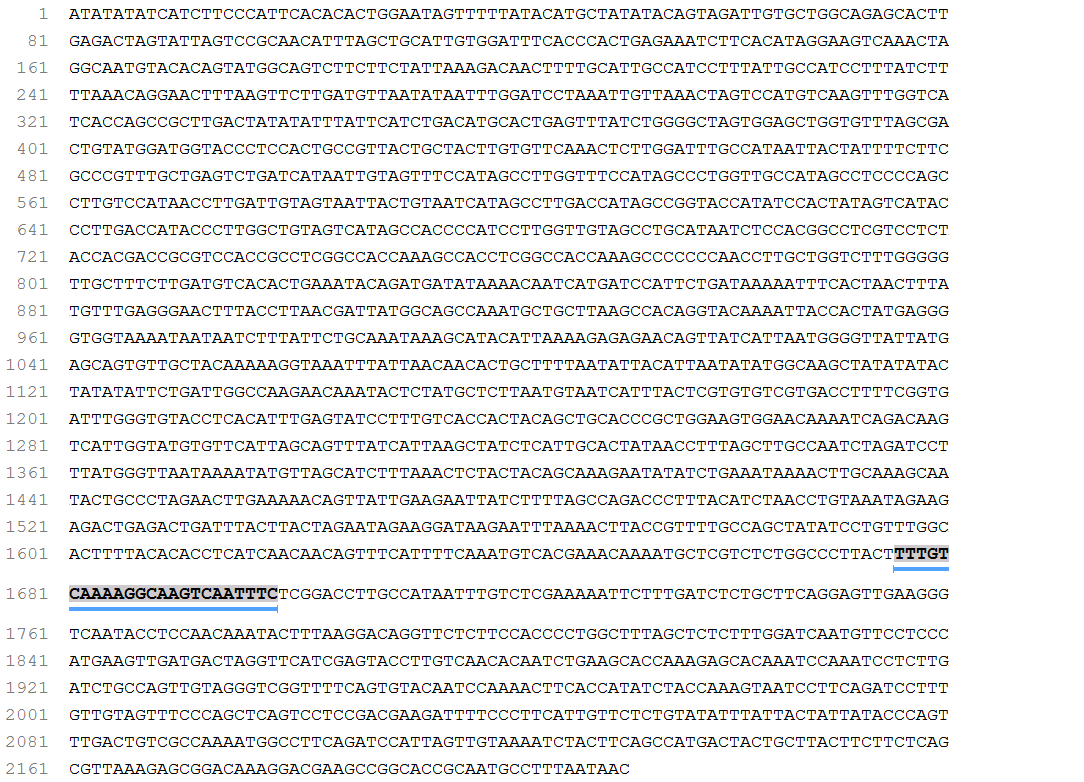 1 ATATATATCATCTTCCCATTCACACACTGGAATAGTTTTTATACATGCTATATACAGTAGATTGTGCTGGCAGAGCACTT
81 GAGACTAGTATTAGTCCGCAACATTTAGCTGCATTGTGGATTTCACCCACTGAGAAATCTTCACATAGGAAGTCAAACTA
161 GGCAATGTACACAGTATGGCAGTCTTCTTCTATTAAAGACAACTTTTGCATTGCCATCCTTTATTGCCATCCTTTATCTT
241 TTAAACAGGAACTTTAAGTTCTTGATGTTAATATAATTTGGATCCTAAATTGTTAAACTAGTCCATGTCAAGTTTGGTCA
321 TCACCAGCCGCTTGACTATATATTTATTCATCTGACATGCACTGAGTTTATCTGGGGCTAGTGGAGCTGGTGTTTAGCGA
401 CTGTATGGATGGTACCCTCCACTGCCGTTACTGCTACTTGTGTTCAAACTCTTGGATTTGCCATAATTACTATTTTCTTC
481 GCCCGTTTGCTGAGTCTGATCATAATTGTAGTTTCCATAGCCTTGGTTTCCATAGCCCTGGTTGCCATAGCCTCCCCAGC
561 CTTGTCCATAACCTTGATTGTAGTAATTACTGTAATCATAGCCTTGACCATAGCCGGTACCATATCCACTATAGTCATAC
641 CCTTGACCATACCCTTGGCTGTAGTCATAGCCACCCCATCCTTGGTTGTAGCCTGCATAATCTCCACGGCCTCGTCCTCT
721 ACCACGACCGCGTCCACCGCCTCGGCCACCAAAGCCACCTCGGCCACCAAAGCCCCCCCAACCTTGCTGGTCTTTGGGGG
801 TTGCTTTCTTGATGTCACACTGAAATACAGATGATATAAAACAATCATGATCCATTCTGATAAAAATTTCACTAACTTTA
881 TGTTTGAGGGAACTTTACCTTAACGATTATGGCAGCCAAATGCTGCTTAAGCCACAGGTACAAAATTACCACTATGAGGG
961 GTGGTAAAATAATAATCTTTATTCTGCAAATAAAGCATACATTAAAAGAGAGAACAGTTATCATTAATGGGGTTATTATG
1041 AGCAGTGTTGCTACAAAAAGGTAAATTTATTAACAACACTGCTTTTAATATTACATTAATATATGGCAAGCTATATATAC
1121 TATATATTCTGATTGGCCAAGAACAAATACTCTATGCTCTTAATGTAATCATTTACTCGTGTGTCGTGACCTTTTCGGTG
1201 ATTTGGGTGTACCTCACATTTGAGTATCCTTTGTCACCACTACAGCTGCACCCGCTGGAAGTGGAACAAAATCAGACAAG
1281 TCATTGGTATGTGTTCATTAGCAGTTTATCATTAAGCTATCTCATTGCACTATAACCTTTAGCTTGCCAATCTAGATCCT
1361 TTATGGGTTAATAAAATATGTTAGCATCTTTAAACTCTACTACAGCAAAGAATATATCTGAAATAAAACTTGCAAAGCAA
1441 TACTGCCCTAGAACTTGAAAAACAGTTATTGAAGAATTATCTTTTAGCCAGACCCTTTACATCTAACCTGTAAATAGAAG
1521 AGACTGAGACTGATTTACTTACTAGAATAGAAGGATAAGAATTTAAAACTTACCGTTTTGCCAGCTATATCCTGTTTGGC
1601 ACTTTTACACACCTCATCAACAACAGTTTCATTTTCAAATGTCACGAAACAAAATGCTCGTCTCTGGCCCTTACTTTTGT
1681 CAAAAGGCAAGTCAATTTCTCGGACCTTGCCATAATTTGTCTCGAAAAATTCTTTGATCTCTGCTTCAGGAGTTGAAGGG
1761 TCAATACCTCCAACAAATACTTTAAGGACAGGTTCTCTTCCACCCCTGGCTTTAGCTCTCTTTGGATCAATGTTCCTCCC
1841 ATGAAGTTGATGACTAGGTTCATCGAGTACCTTGTCAACACAATCTGAAGCACCAAAGAGCACAAATCCAAATCCTCTTG
1921 ATCTGCCAGTTGTAGGGTCGGTTTTCAGTGTACAATCCAAAACTTCACCATATCTACCAAAGTAATCCTTCAGATCCTTT
2001 GTTGTAGTTTCCCAGCTCAGTCCTCCGACGAAGATTTTCCCTTCATTGTTCTCTGTATATTTATTACTATTATACCCAGT
2081 TTGACTGTCGCCAAAATGGCCTTCAGATCCATTAGTTGTAAAATCTACTTCAGCCATGACTACTGCTTACTTCTTCTCAG
2161 CGTTAAAGAGCGGACAAAGGACGAAGCCGGCACCGCAATGCCTTTAATAAC